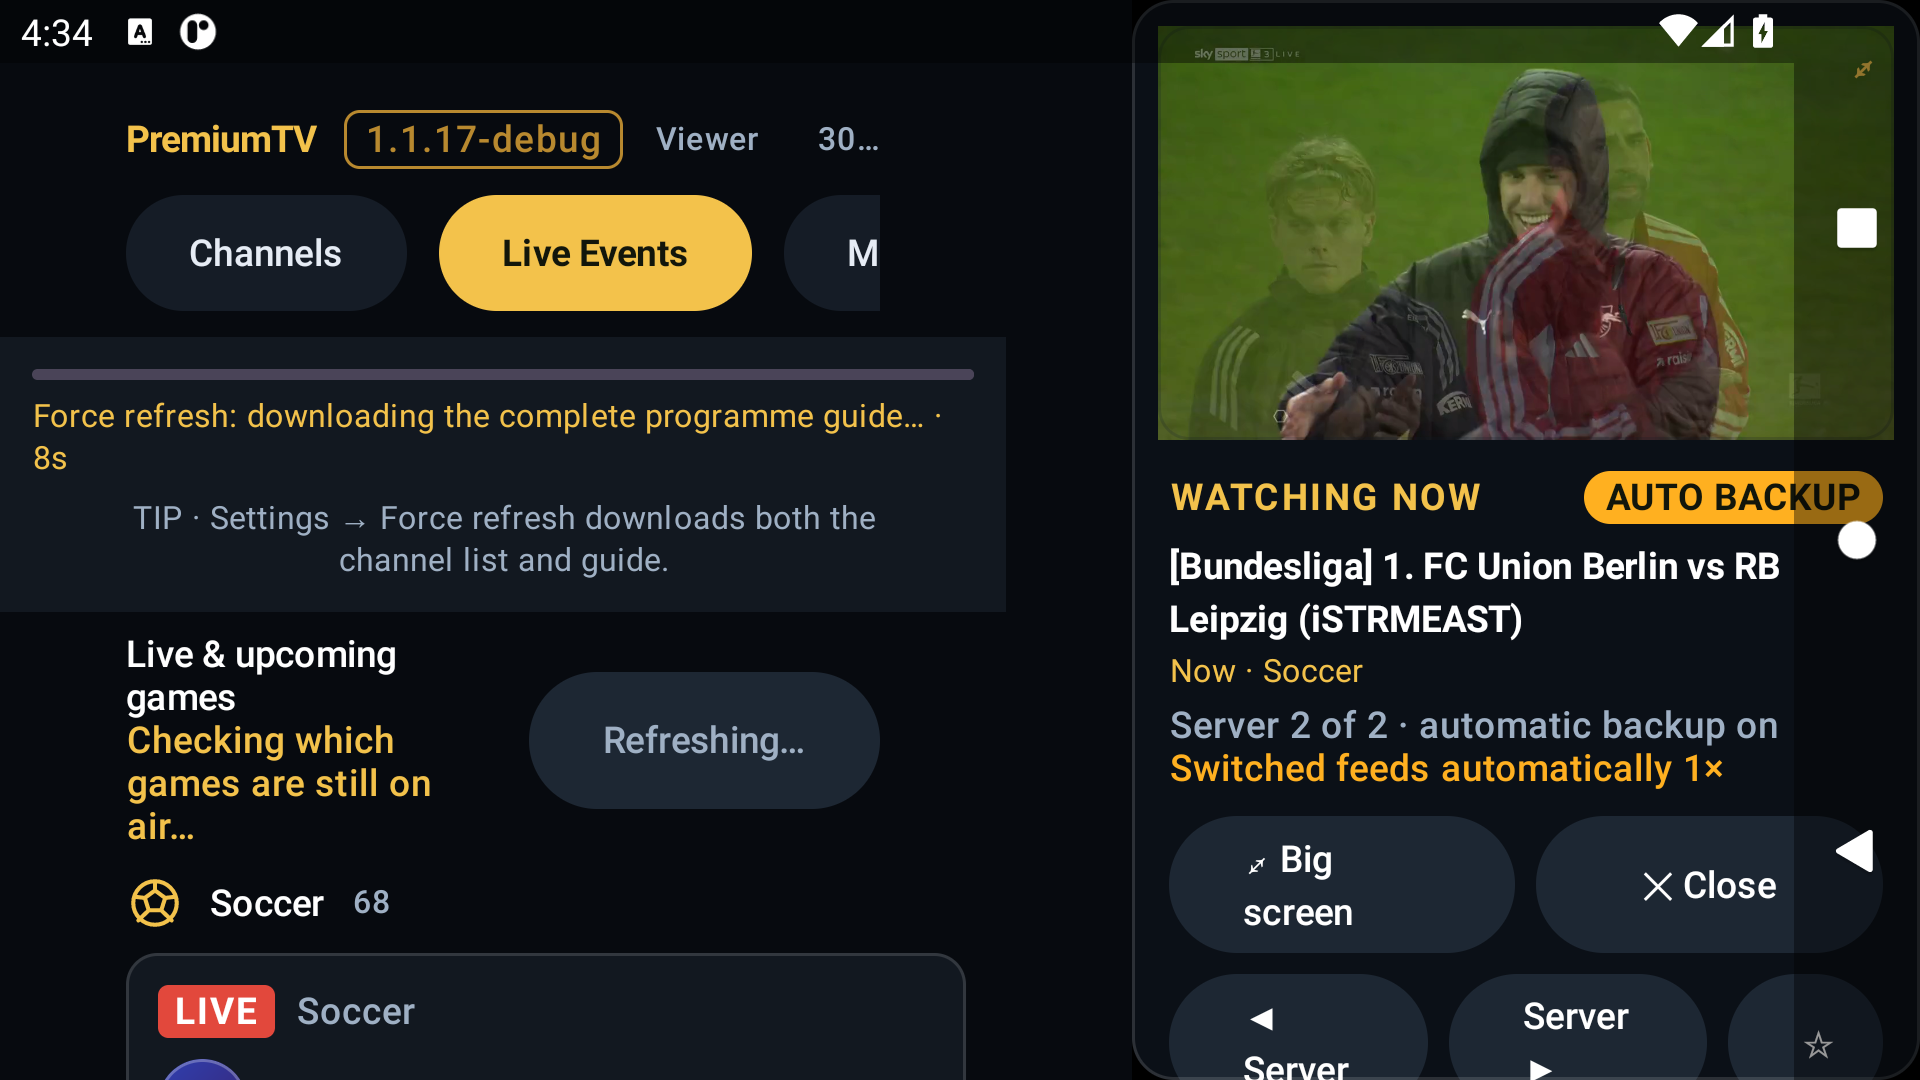 4:34
PremiumTV 1.1.17-debug Viewer 30…
Channels Live Events M
Force refresh: downloading the complete programme guide… ·
8s
TIP · Settings → Force refresh downloads both the
channel list and guide.
Live & upcoming
games
Checking which
games are still on
air…
Refreshing…
Soccer 68
LIVE Soccer
sky sport 3 LIVE
WATCHING NOW AUTO BACKUP
[Bundesliga] 1. FC Union Berlin vs RB
Leipzig (iSTRMEAST)
Now · Soccer
Server 2 of 2 · automatic backup on
Switched feeds automatically 1×
Big
screen
Close
◀
Server
Server
▶